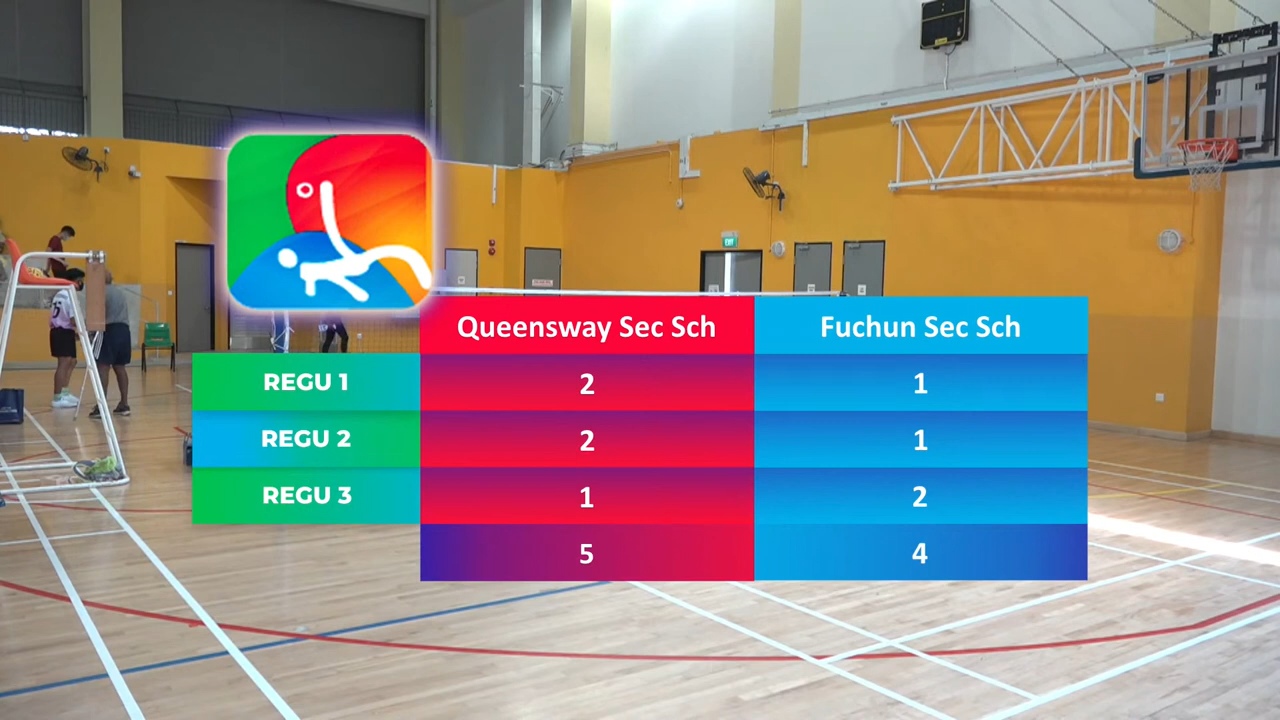 Queensway Sec Sch Fuchun Sec Sch
REGU 1 2 1
REGU 2 2 1
REGU 3 1 2
5 4
EXIT